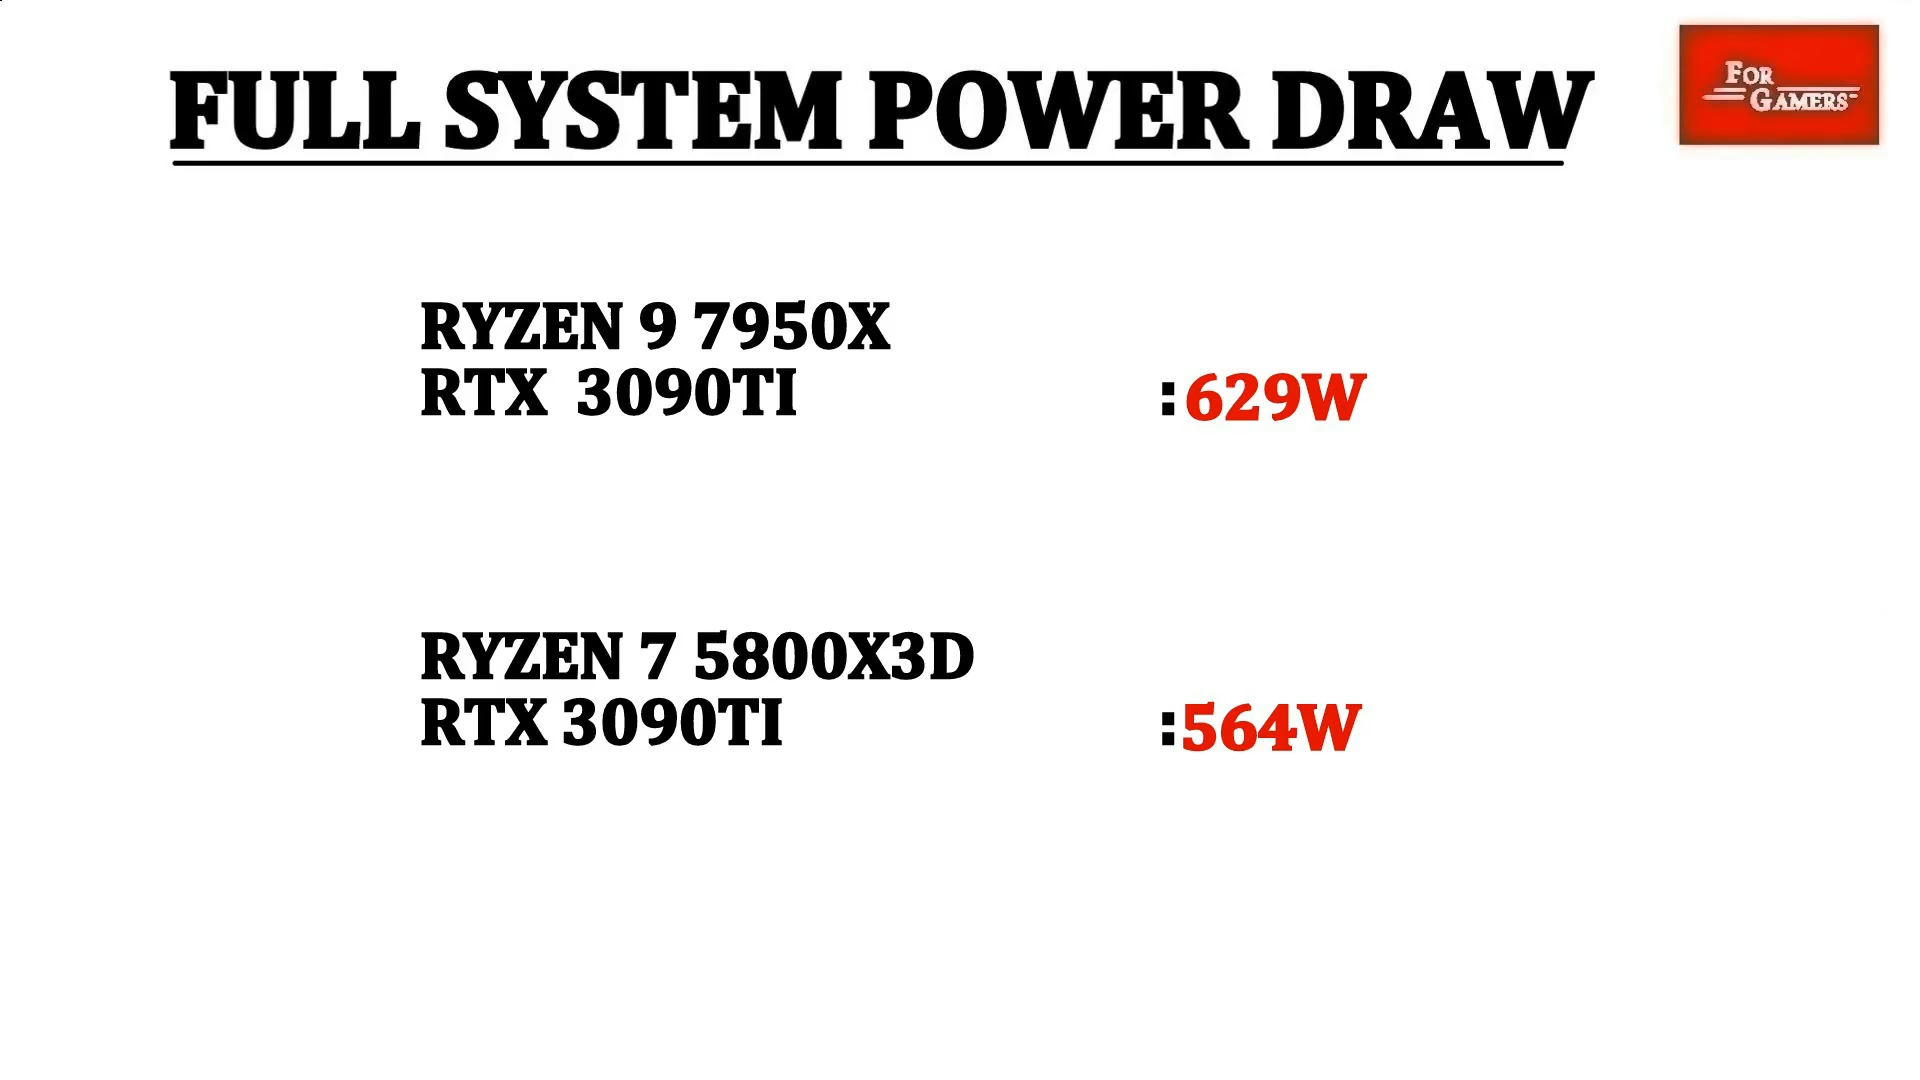 FULL SYSTEM POWER DRAW
FOR
GAMERS
RYZEN 9 7950X
RTX  3090TI :629W
RYZEN 7 5800X3D
RTX 3090TI :564W